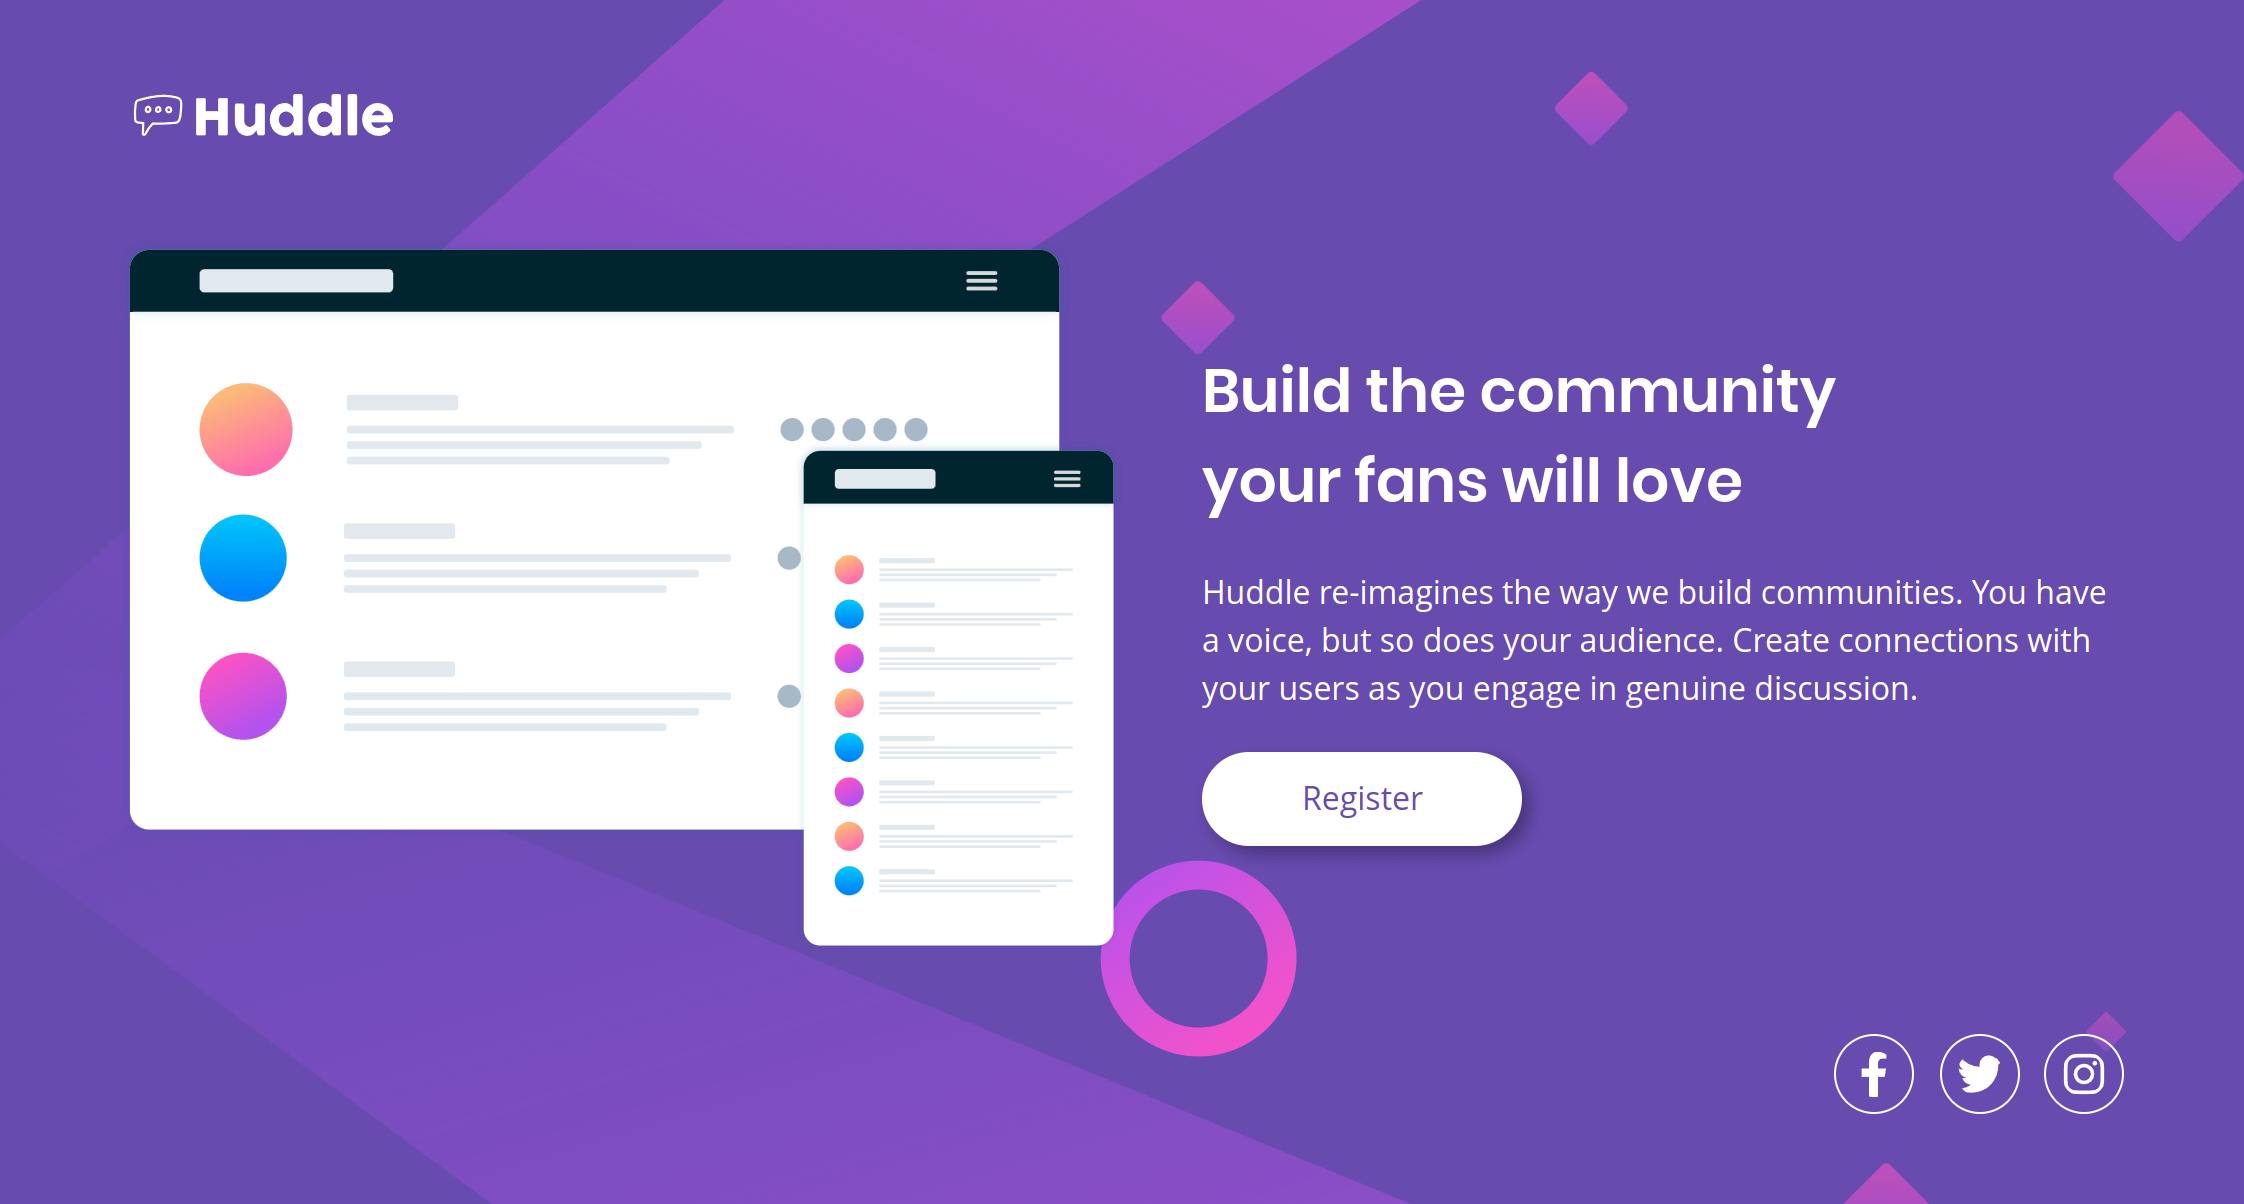 Huddle
Build the community
your fans will love
Huddle re-imagines the way we build communities. You have
a voice, but so does your audience. Create connections with
your users as you engage in genuine discussion.
Register